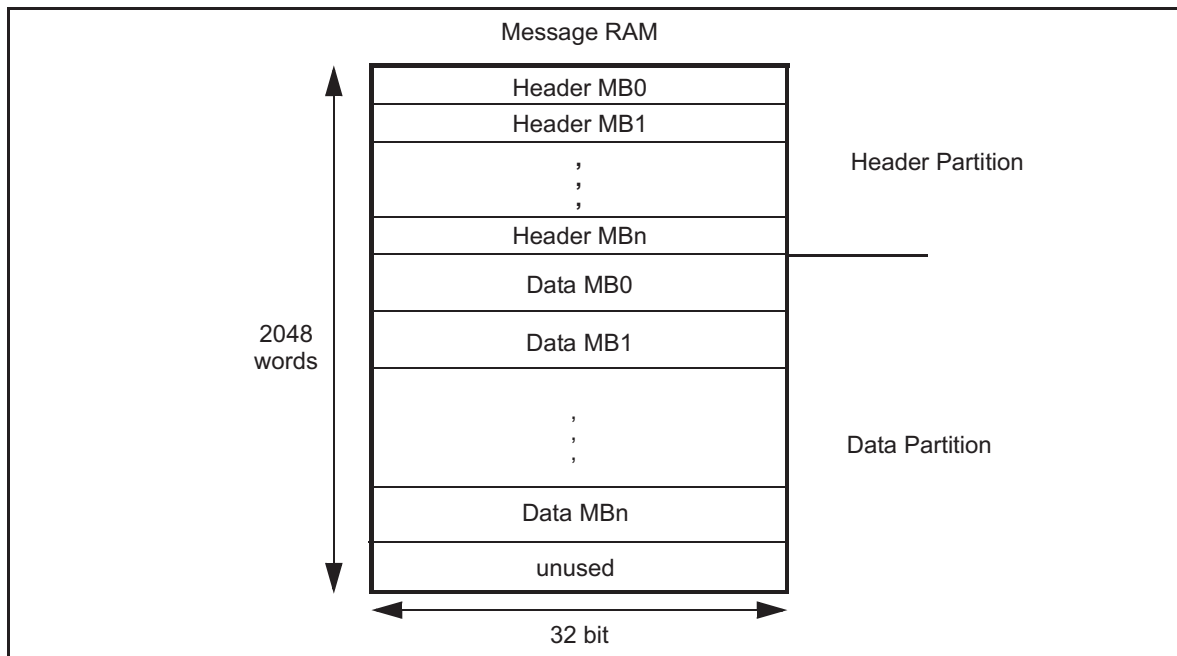 Message RAM
Header MB0
Header MB1
,
,
,
Header Partition
Header MBn
Data MB0
2048
words
Data MB1
,
,
,
Data Partition
Data MBn
unused
32 bit